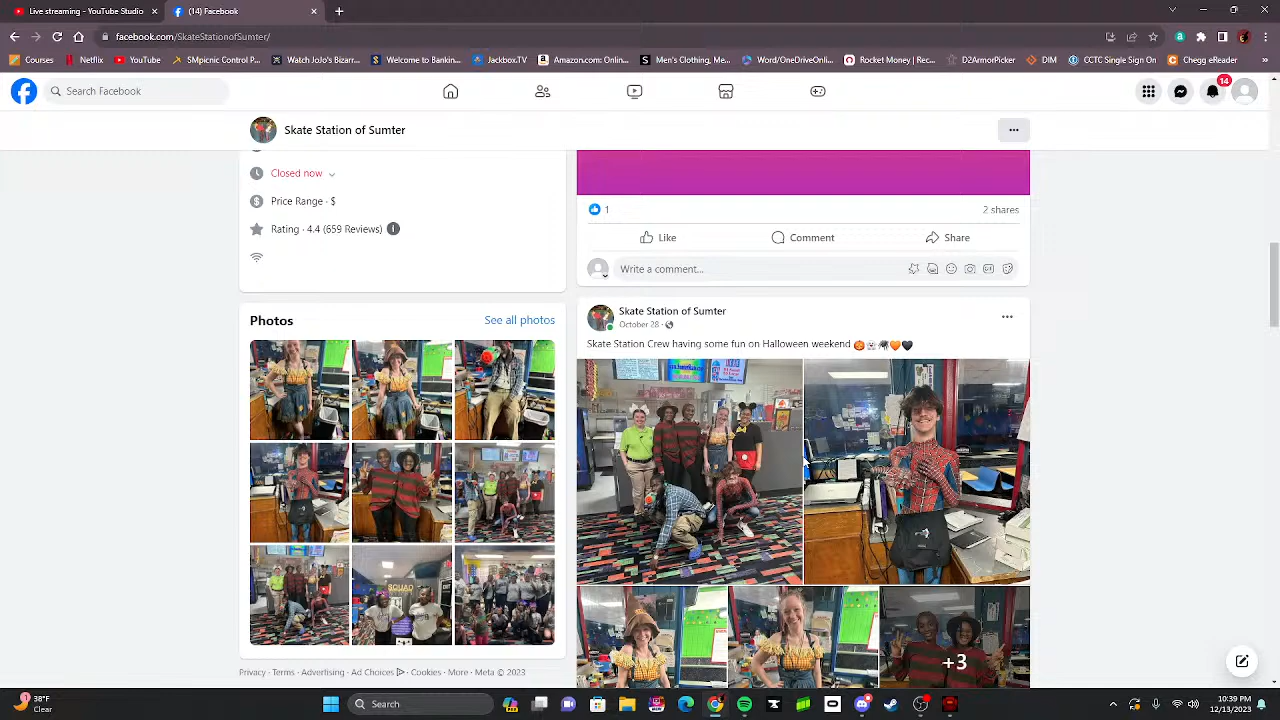 Live streaming - YouTube Studio
(14) Facebook
facebook.com/SkateStationofSumter/
Courses
Netflix
YouTube
SMpicnic Control P...
Watch JoJo's Bizarr...
Welcome to Bankin...
JackboxTV
Amazon.com: Onlin...
Men's Clothing, Me...
Word/OneDriveOnli...
Rocket Money | Rec...
D2ArmorPicker
DIM
CCTC Single Sign On
Cpcg eReader
Search Facebook
14
Skate Station of Sumter
Closed now
Price Range · $
Rating · 4.4 (659 Reviews)
Photos
See all photos
SQUAD
Privacy · Terms · Advertising · Ad Choices · Cookies · More · Meta © 2023
1
2 shares
Like
Comment
Share
Write a comment...
Skate Station of Sumter
October 28 ·
Skate Station Crew having some fun on Halloween weekend 🎃☠️🕷️🧡🖤
+3
38°F
Clear
Search
10:39 PM
12/13/2023